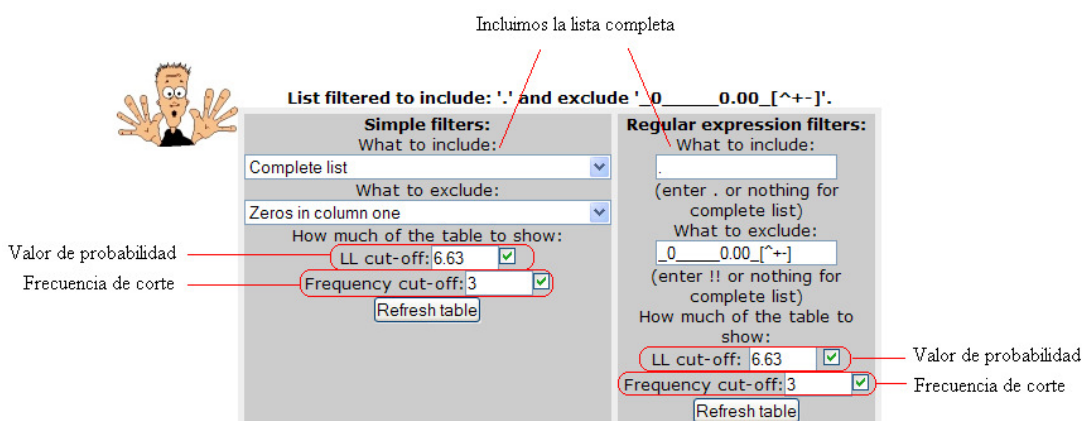 Incluimos la lista completa
List filtered to include: '.' and exclude '_0_____0.00_[^+-]'.
Simple filters:
What to include:
Complete list
What to exclude:
Zeros in column one
How much of the table to show:
Valor de probabilidad
LL cut-off: 6.63
Frecuencia de corte
Frequency cut-off: 3
Refresh table
Regular expression filters:
What to include:
.
(enter . or nothing for
complete list)
What to exclude:
_0_____0.00_[^+-]
(enter !! or nothing for
complete list)
How much of the table to
show:
LL cut-off: 6.63
Valor de probabilidad
Frequency cut-off: 3
Frecuencia de corte
Refresh table